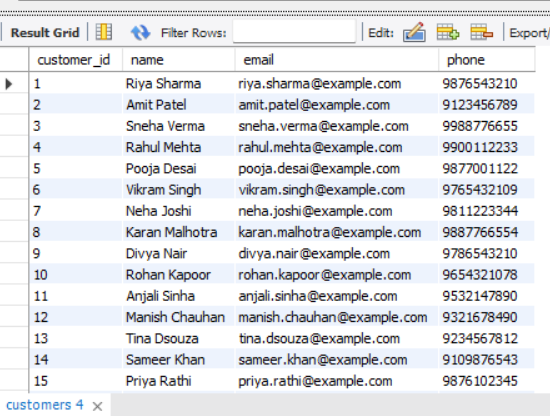 Result Grid Filter Rows: Edit: Export/
customer_id name email phone
1 Riya Sharma riya.sharma@example.com 9876543210
2 Amit Patel amit.patel@example.com 9123456789
3 Sneha Verma sneha.verma@example.com 9988776655
4 Rahul Mehta rahul.mehta@example.com 9900112233
5 Pooja Desai pooja.desai@example.com 9877001122
6 Vikram Singh vikram.singh@example.com 9765432109
7 Neha Joshi neha.joshi@example.com 9811223344
8 Karan Malhotra karan.malhotra@example.com 9887766554
9 Divya Nair divya.nair@example.com 9786543210
10 Rohan Kapoor rohan.kapoor@example.com 9654321078
11 Anjali Sinha anjali.sinha@example.com 9532147890
12 Manish Chauhan manish.chauhan@example.com 9321678490
13 Tina Dsouza tina.dsouza@example.com 9234567812
14 Sameer Khan sameer.khan@example.com 9109876543
15 Priya Rathi priya.rathi@example.com 9876102345
customers 4